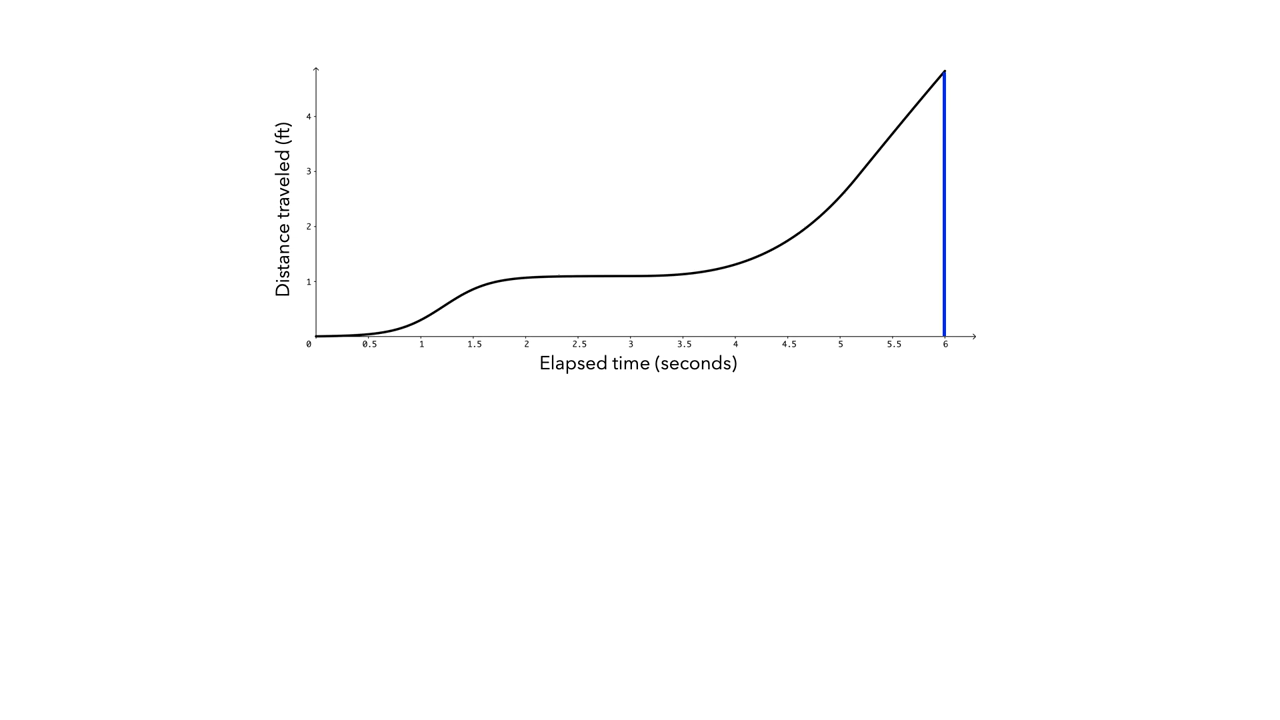 Distance traveled (ft)
4
3
2
1
0 0.5 1 1.5 2 2.5 3 3.5 4 4.5 5 5.5 6
Elapsed time (seconds)